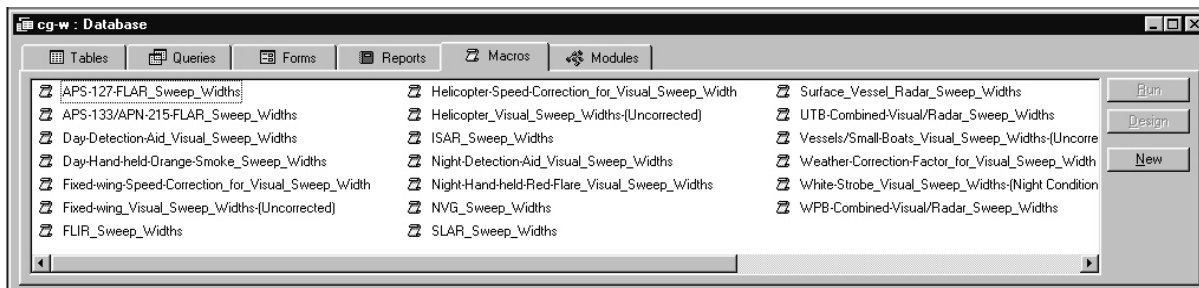 cg-w : Database
Tables Queries Forms Reports Macros Modules
APS-127-FLAR_Sweep_Widths
APS-133/APN-215-FLAR_Sweep_Widths
Day-Detection-Aid_Visual_Sweep_Widths
Day-Hand-held-Orange-Smoke_Sweep_Widths
Fixed-wing-Speed-Correction_for_Visual_Sweep_Width
Fixed-wing_Visual_Sweep_Widths-(Uncorrected)
FLIR_Sweep_Widths
Helicopter-Speed-Correction_for_Visual_Sweep_Width
Helicopter_Visual_Sweep_Widths-(Uncorrected)
ISAR_Sweep_Widths
Night-Detection-Aid_Visual_Sweep_Widths
Night-Hand-held-Red-Flare_Visual_Sweep_Widths
NVG_Sweep_Widths
SLAR_Sweep_Widths
Surface_Vessel_Radar_Sweep_Widths
UTB-Combined-Visual/Radar_Sweep_Widths
Vessels/Small-Boats_Visual_Sweep_Widths-(Uncorre
Weather-Correction-Factor_for_Visual_Sweep_Width
White-Strobe_Visual_Sweep_Widths-(Night Condition
WPB-Combined-Visual/Radar_Sweep_Widths
Run
Design
New